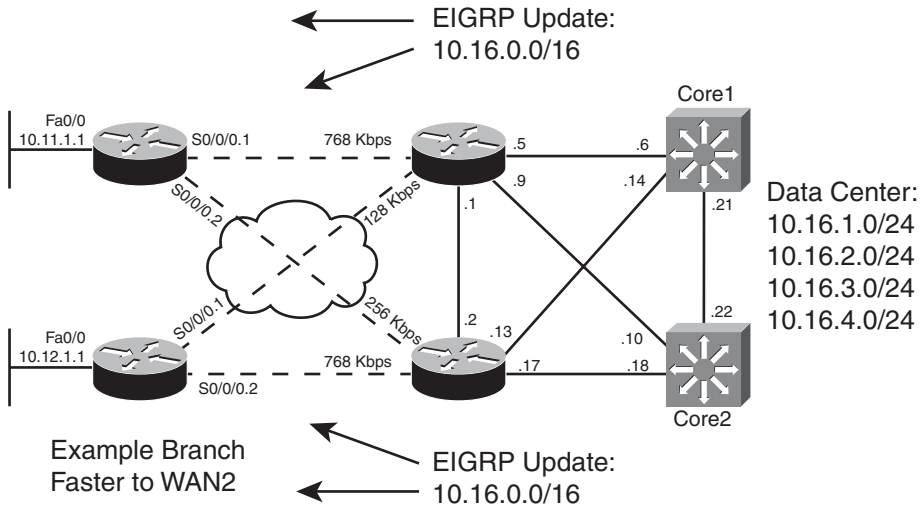 EIGRP Update:
10.16.0.0/16
Core1
Fa0/0
10.11.1.1
S0/0/0.1
768 Kbps
.5
.6
S0/0/0.2
128 Kbps
.9
.14
.1
.21
Data Center:
10.16.1.0/24
10.16.2.0/24
10.16.3.0/24
10.16.4.0/24
Fa0/0
10.12.1.1
S0/0/0.1
256 Kbps
.2
.13
.10
.22
S0/0/0.2
768 Kbps
.17
.18
Core2
Example Branch
Faster to WAN2
EIGRP Update:
10.16.0.0/16